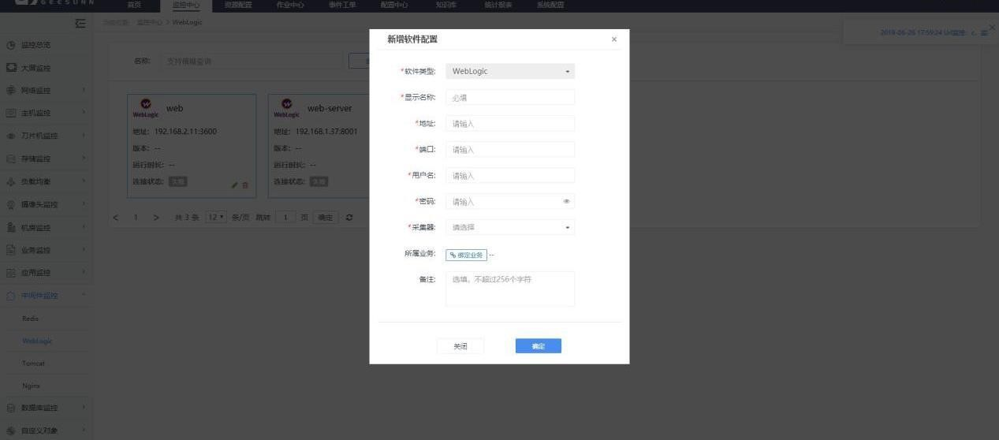 GEESUNN
首页 监控中心 资源配置 作业中心 事件工单 配置中心 知识库 统计报表 系统配置
当前位置: 监控中心 > WebLogic
2019-06-26 17:59:24 Url监控:
监控总览
大屏监控
网络监控
主机监控
刀片机监控
存储监控
负载均衡
摄像头监控
机房监控
业务监控
应用监控
中间件监控
Redis
WebLogic
Tomcat
Nginx
数据库监控
自定义对象
名称: 支持模糊查询
WebLogic web
地址: 192.168.2.11:3600
版本: --
运行时长: --
连接状态: 失败
WebLogic web-server
地址: 192.168.1.37:8001
版本: --
运行时长: --
连接状态: 失败
< 1 > 共 3 条 12 条/页 跳转 1 页 确定
新增软件配置 ×
*软件类型: WebLogic
*显示名称: 必填
*地址: 请输入
*端口: 请输入
*用户名: 请输入
*密码: 请输入
*采集器: 请选择
所属业务: 绑定业务 --
备注: 选填，不超过256个字符
关闭 确定